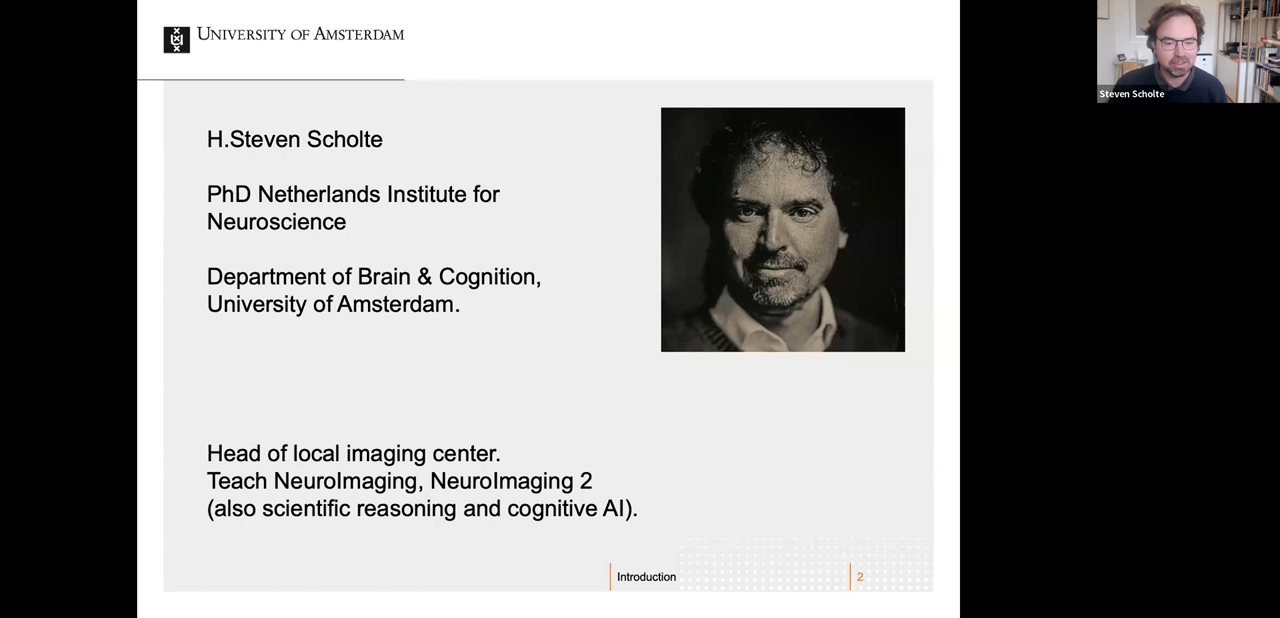 UNIVERSITY OF AMSTERDAM
Steven Scholte
H.Steven Scholte
PhD Netherlands Institute for
Neuroscience
Department of Brain & Cognition,
University of Amsterdam.
Head of local imaging center.
Teach NeuroImaging, NeuroImaging 2
(also scientific reasoning and cognitive AI).
Introduction
2